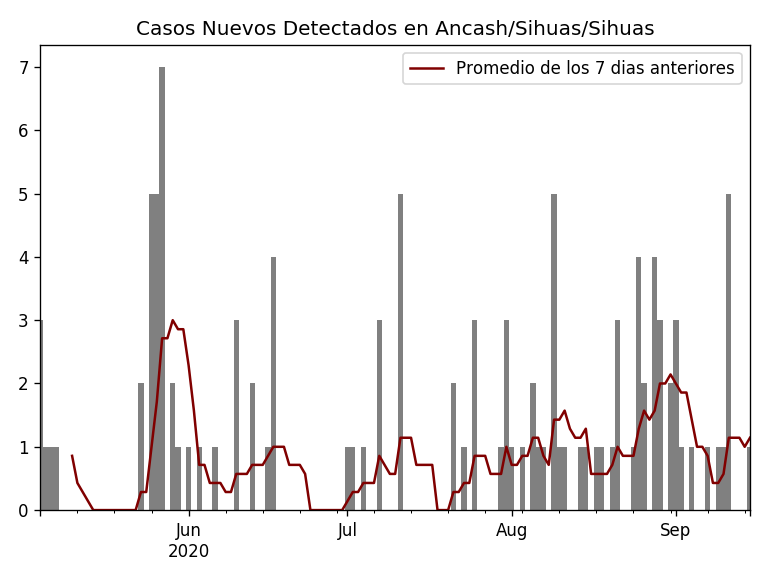 Casos Nuevos Detectados en Ancash/Sihuas/Sihuas
Promedio de los 7 dias anteriores
7
6
5
4
3
2
1
0
Jun
2020
Jul
Aug
Sep